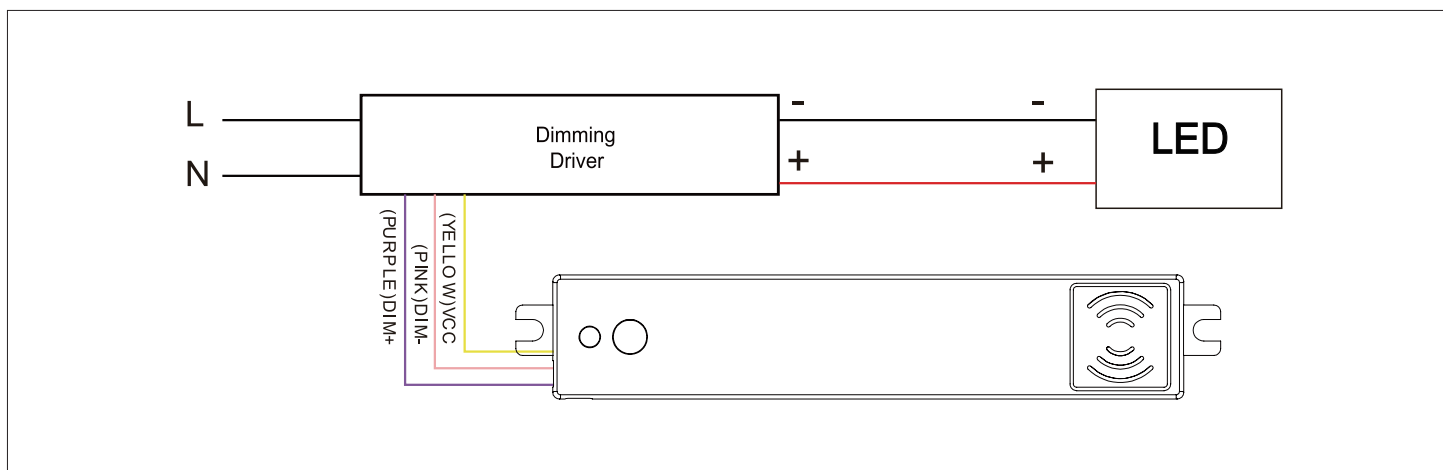 L
N
Dimming
Driver
-
+
-
+
LED
(PURPLE)DIM+
(PINK)DIM-
(YELLOW)VCC